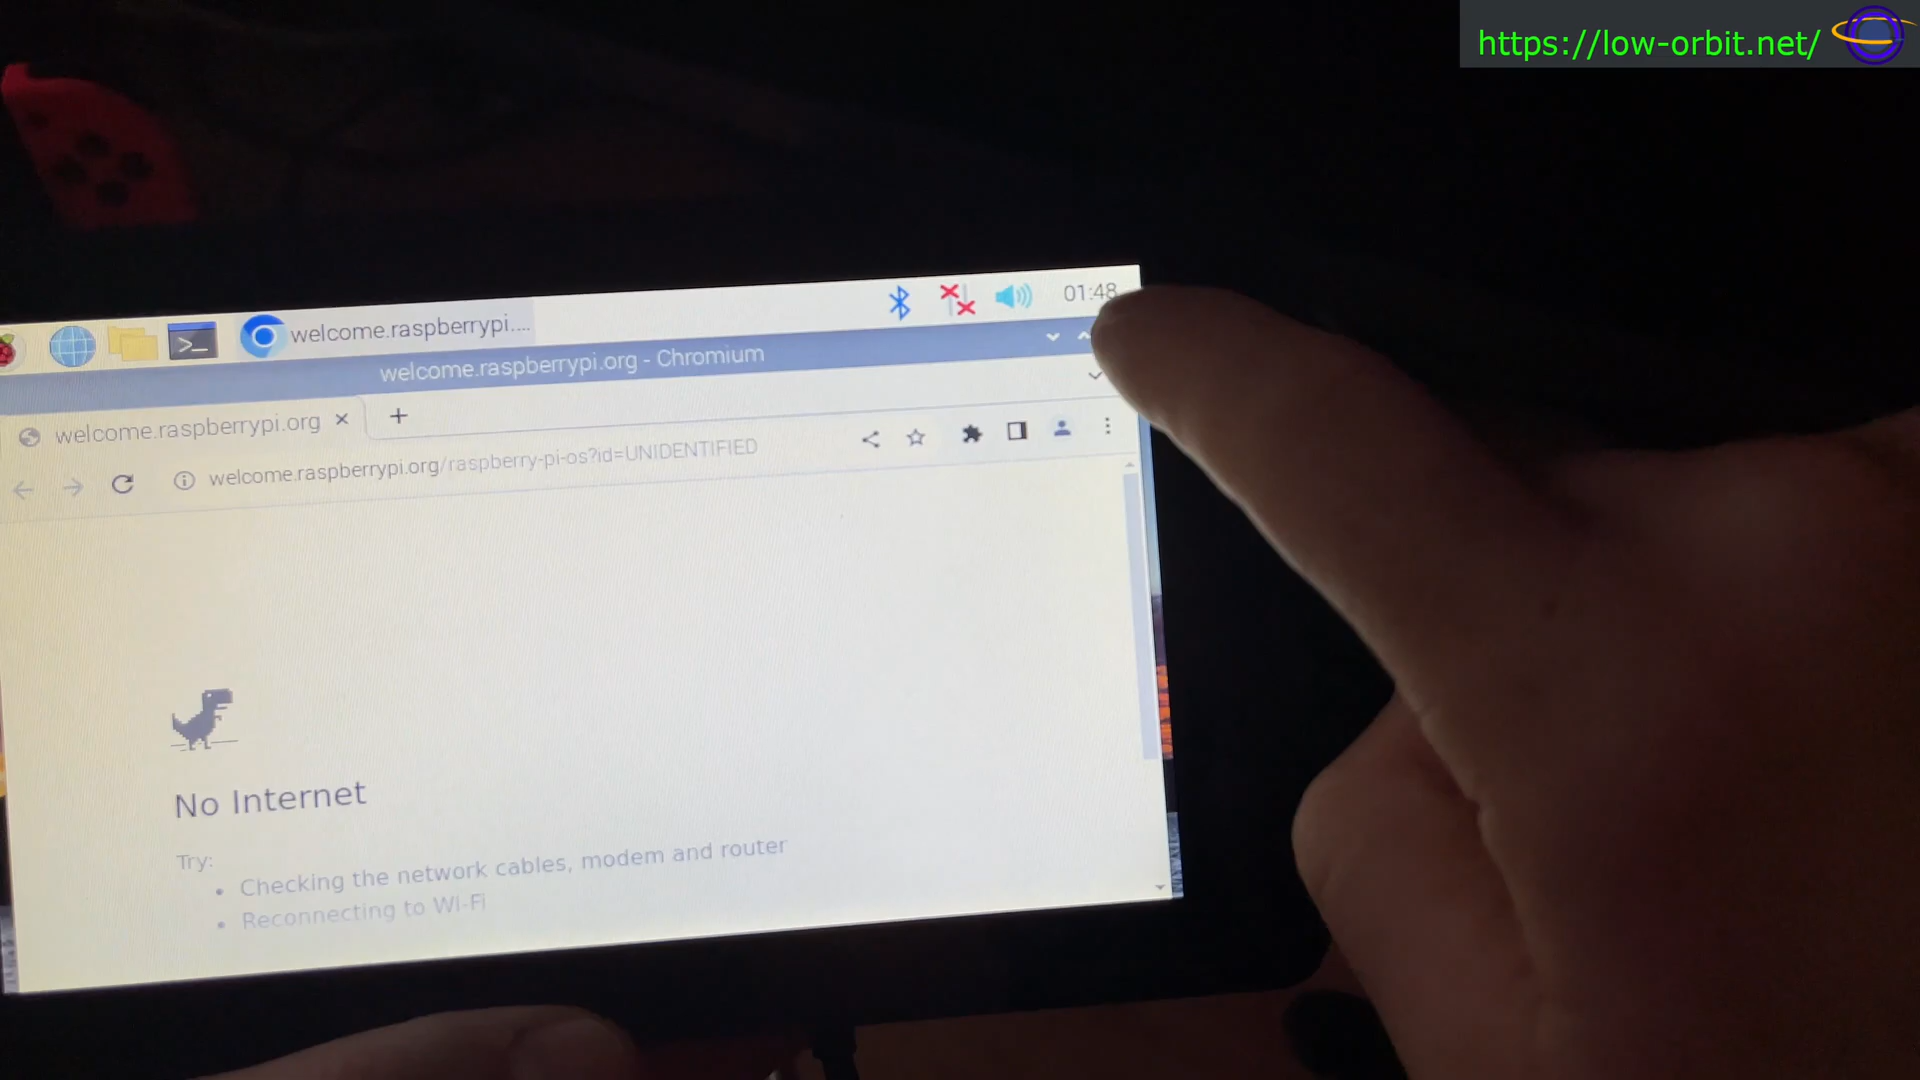 https://low-orbit.net/
01:48
welcome.raspberrypi....
welcome.raspberrypi.org - Chromium
welcome.raspberrypi.org
welcome.raspberrypi.org/raspberry-pi-os?id=UNIDENTIFIED
No Internet
Try:
• Checking the network cables, modem and router
• Reconnecting to Wi-Fi